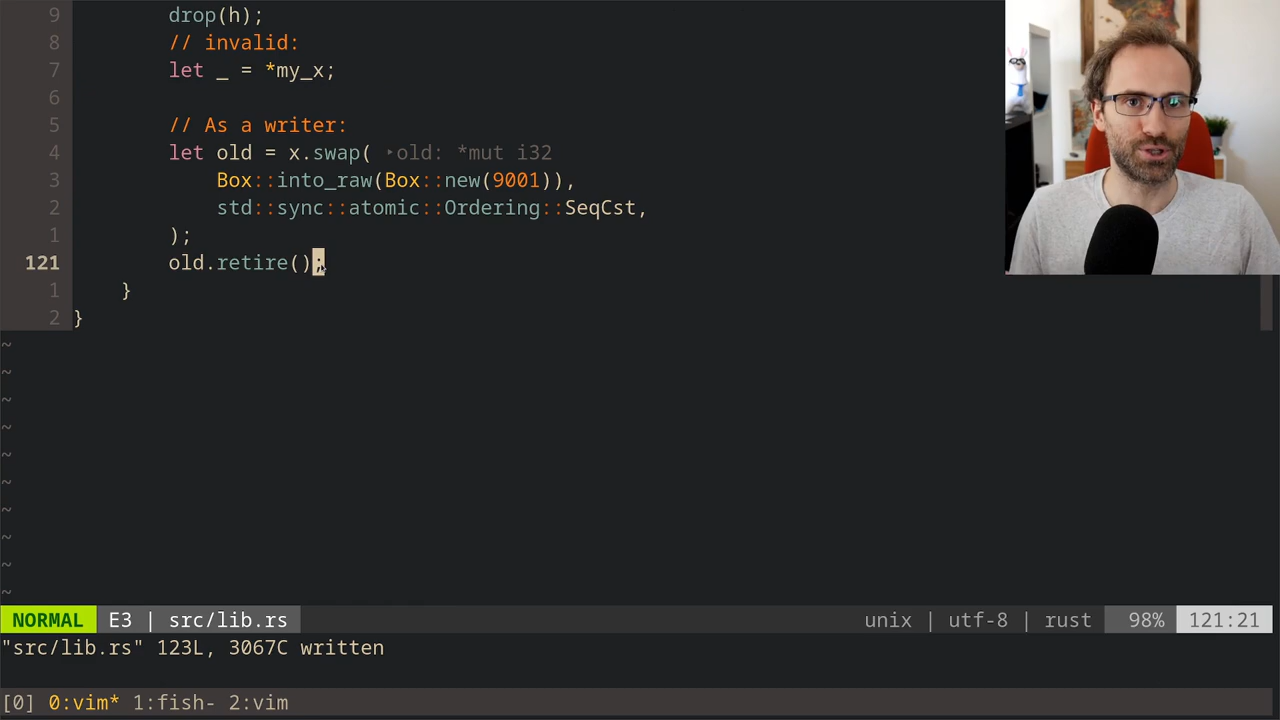 9 drop(h);
8 // invalid:
7 let _ = *my_x;
6
5 // As a writer:
4 let old = x.swap( ▸old: *mut i32
3 Box::into_raw(Box::new(9001)),
2 std::sync::atomic::Ordering::SeqCst,
1 );
121 old.retire();
1 }
2 }
~
~
~
~
~
~
~
~
~
~
NORMAL E3 | src/lib.rs unix | utf-8 | rust 98% 121:21
"src/lib.rs" 123L, 3067C written
[0] 0:vim* 1:fish- 2:vim